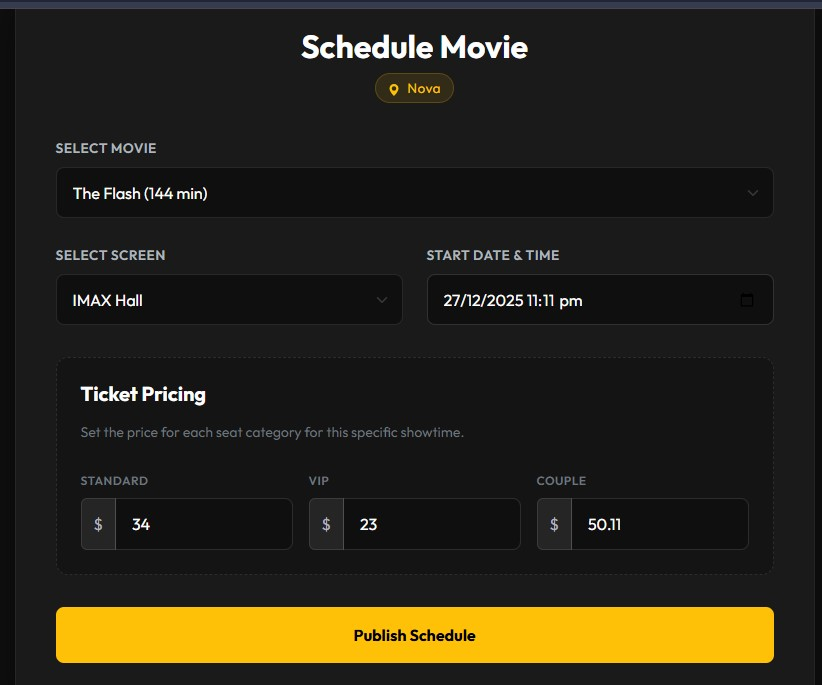 Schedule Movie
Nova
SELECT MOVIE
The Flash (144 min)
SELECT SCREEN
START DATE & TIME
IMAX Hall
27/12/2025 11:11 pm
Ticket Pricing
Set the price for each seat category for this specific showtime.
STANDARD
VIP
COUPLE
$ 34
$ 23
$ 50.11
Publish Schedule